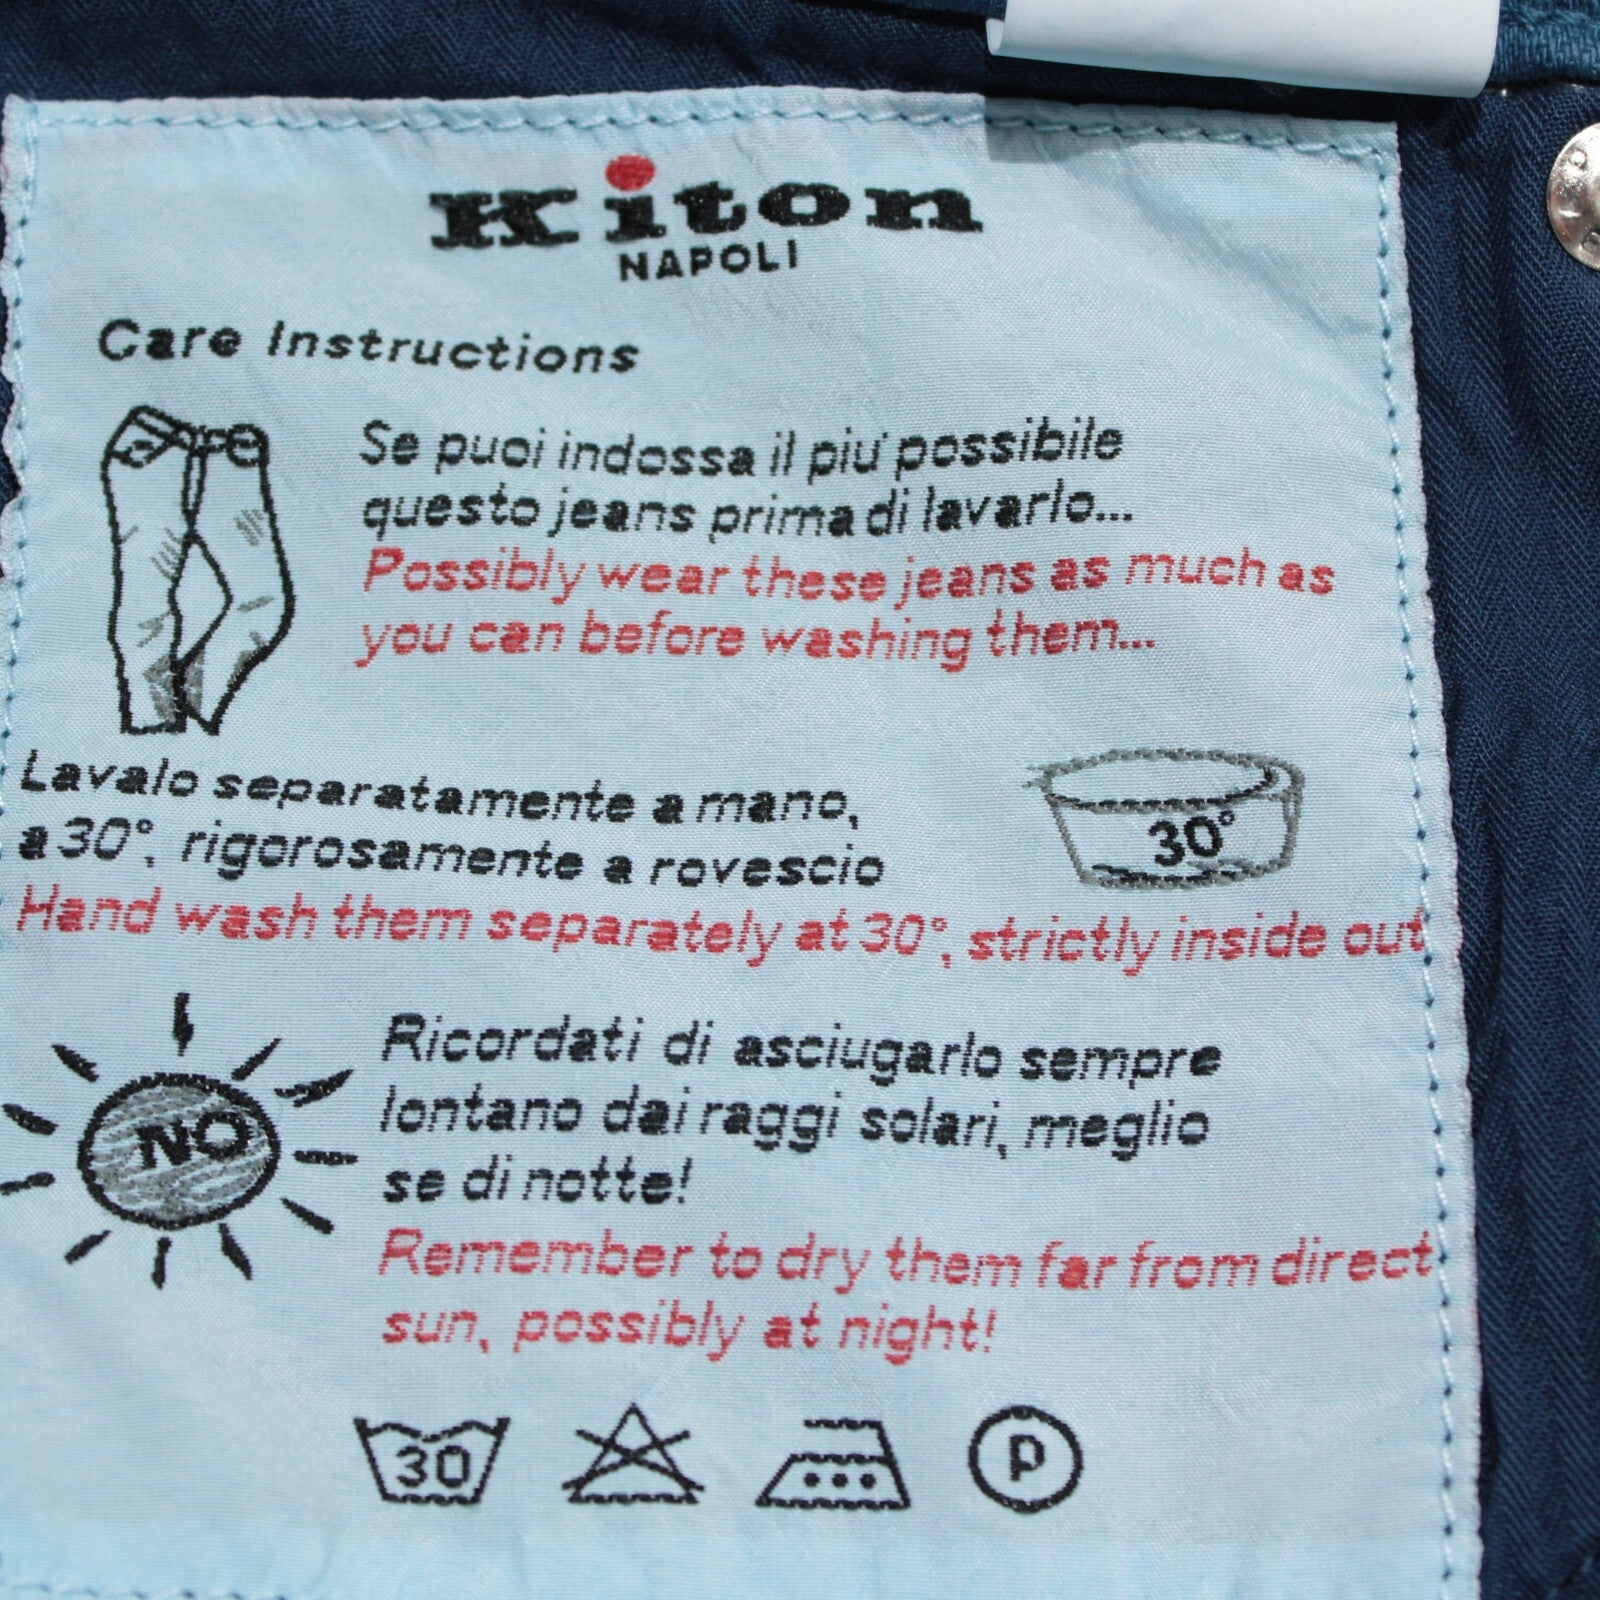 Kiton
NAPOLI
Care Instructions
Se puoi indossa il piu' possibile
questo jeans prima di lavarlo...
Possibly wear these jeans as much as
you can before washing them...
Lavalo separatamente a mano,
a 30°, rigorosamente a rovescio
30°
Hand wash them separately at 30°, strictly inside out
NO
Ricordati di asciugarlo sempre
lontano dai raggi solari, meglio
se di notte!
Remember to dry them far from direct
sun, possibly at night!
30
P